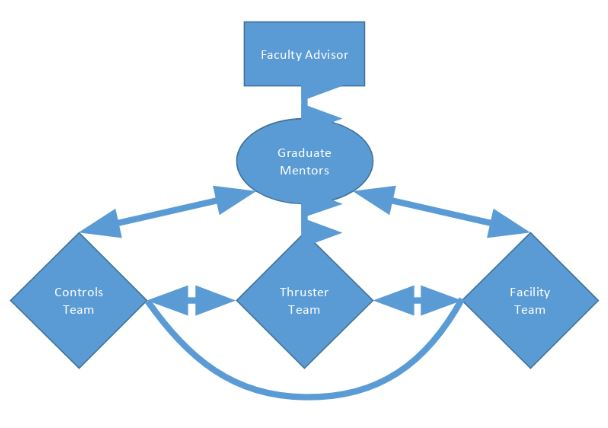 Faculty Advisor
Graduate
Mentors
Controls
Team
Thruster
Team
Facility
Team